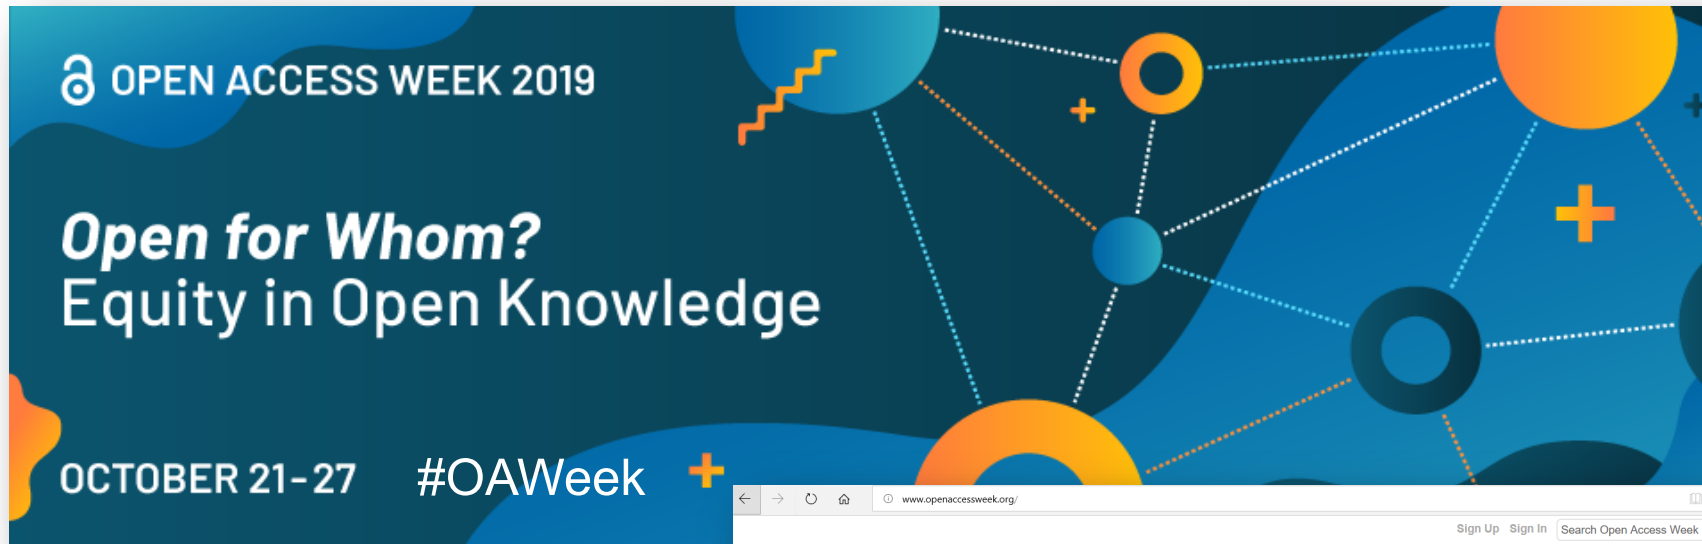 OPEN ACCESS WEEK 2019
Open for Whom?
Equity in Open Knowledge
OCTOBER 21-27 #OAWeek
www.openaccessweek.org/
Sign Up Sign In Search Open Access Week